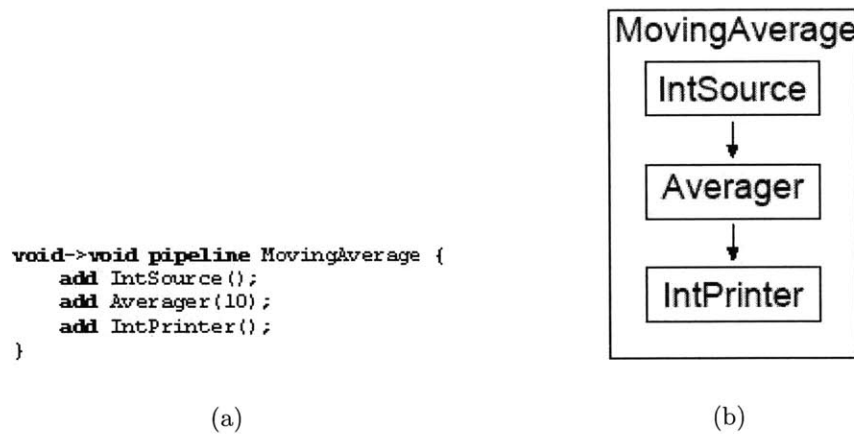 void->void pipeline MovingAverage {
    add IntSource();
    add Averager(10);
    add IntPrinter();
}
(a)
MovingAverage
IntSource
Averager
IntPrinter
(b)